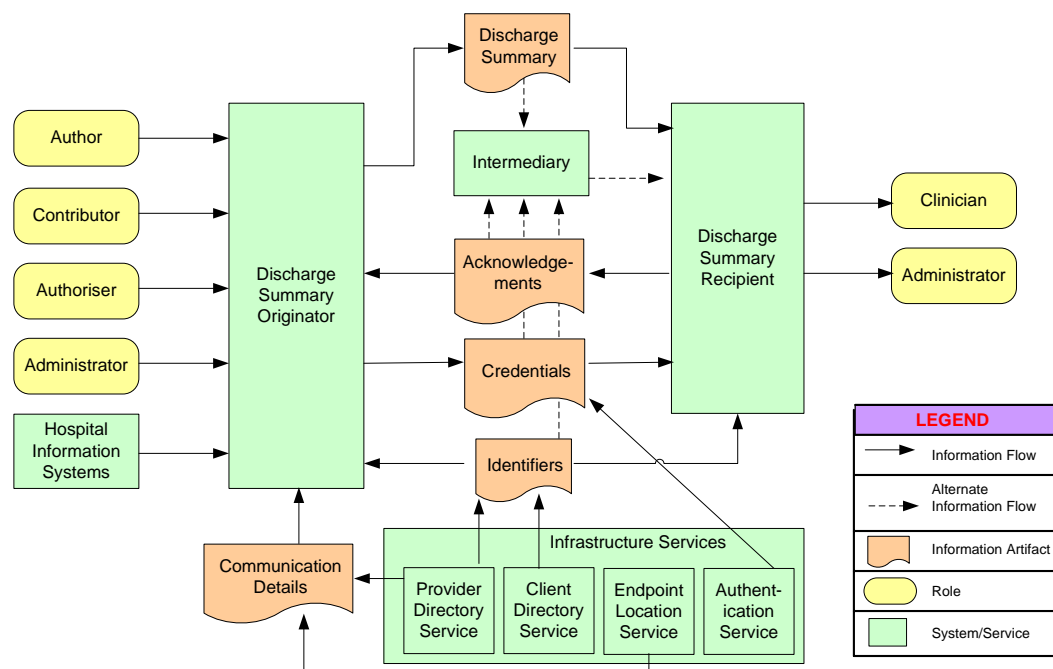 Discharge
Summary
Author
Contributor
Authoriser
Administrator
Hospital
Information
Systems
Discharge
Summary
Originator
Intermediary
Acknowledge-
ments
Credentials
Identifiers
Discharge
Summary
Recipient
Clinician
Administrator
Communication
Details
Infrastructure Services
Provider
Directory
Service
Client
Directory
Service
Endpoint
Location
Service
Authent-
ication
Service
LEGEND
Information Flow
Alternate
Information Flow
Information Artifact
Role
System/Service